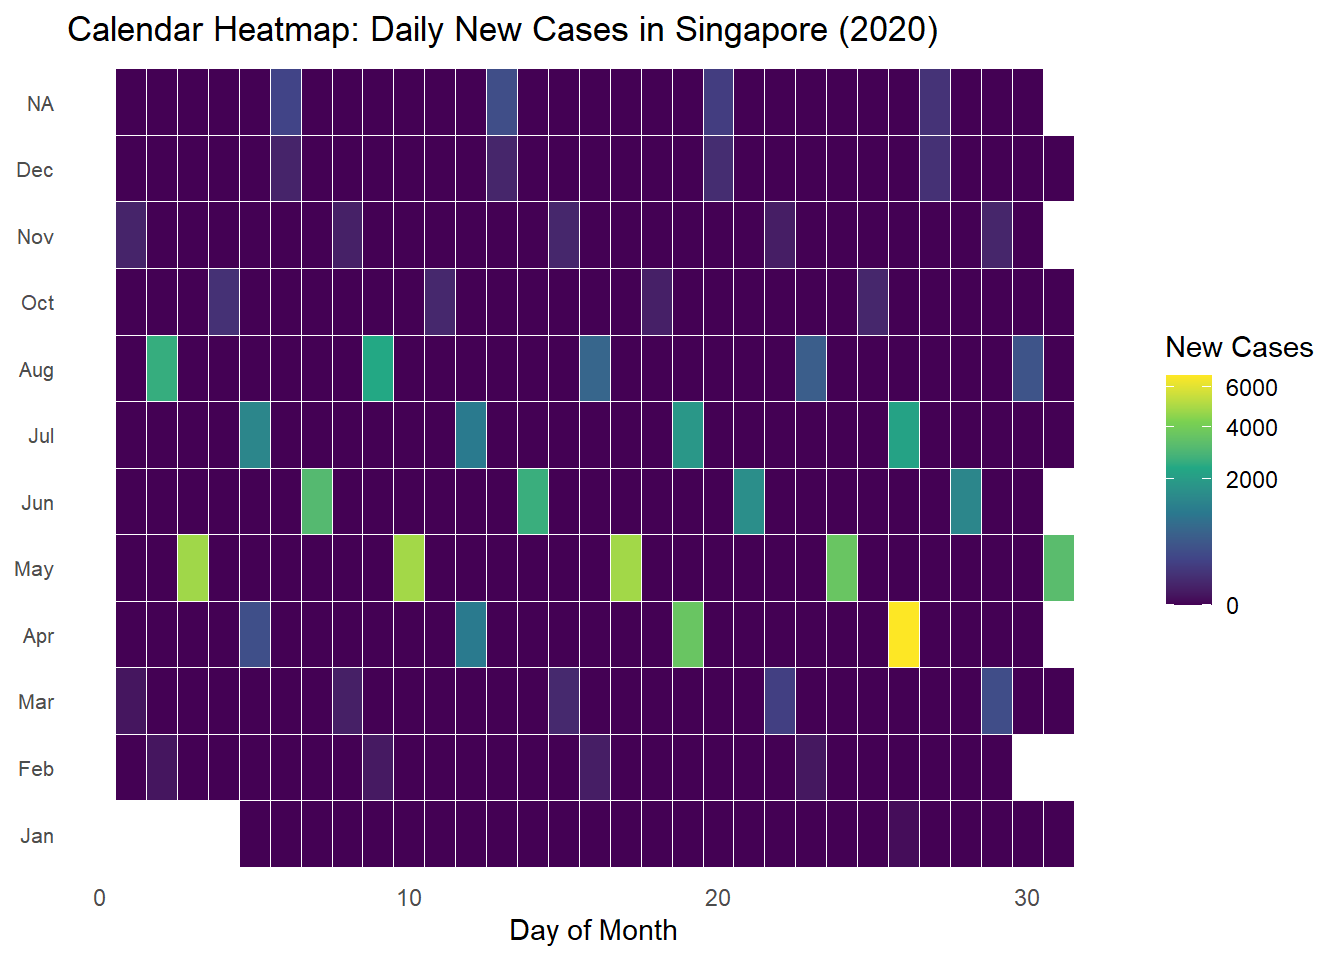 Calendar Heatmap: Daily New Cases in Singapore (2020)
NA
Dec
Nov
Oct
Aug
Jul
Jun
May
Apr
Mar
Feb
Jan
0 10 20 30
Day of Month
New Cases
6000
4000
2000
0